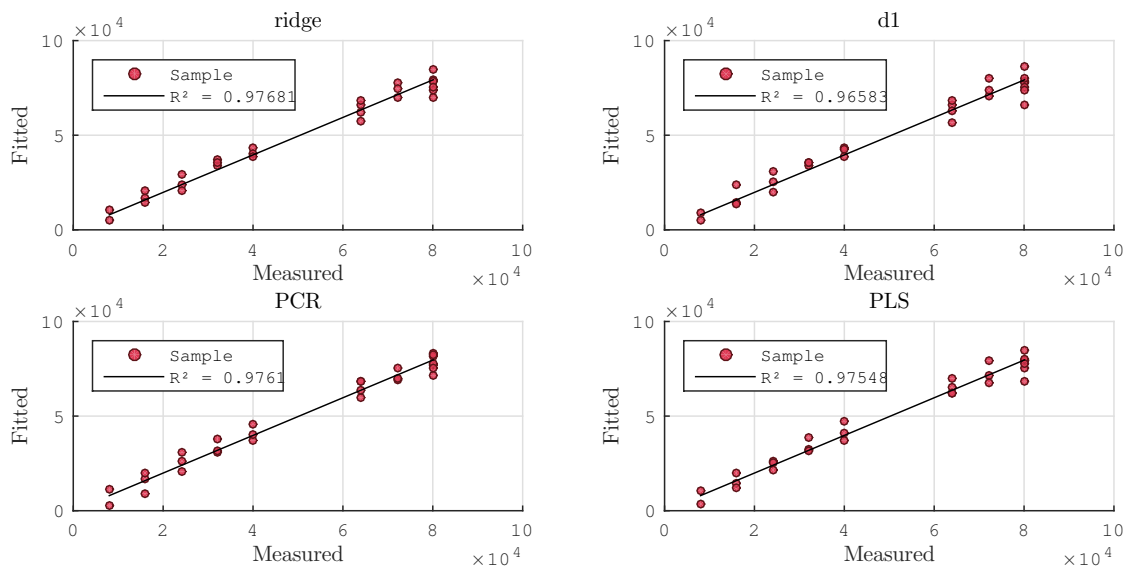 ridge
×10⁴
10
5
0
Fitted
Sample
R² = 0.97681
0 2 4 6 8 10
Measured
×10⁴
d1
×10⁴
10
5
0
Fitted
Sample
R² = 0.96583
0 2 4 6 8 10
Measured
×10⁴
PCR
×10⁴
10
5
0
Fitted
Sample
R² = 0.9761
0 2 4 6 8 10
Measured
×10⁴
PLS
×10⁴
10
5
0
Fitted
Sample
R² = 0.97548
0 2 4 6 8 10
Measured
×10⁴